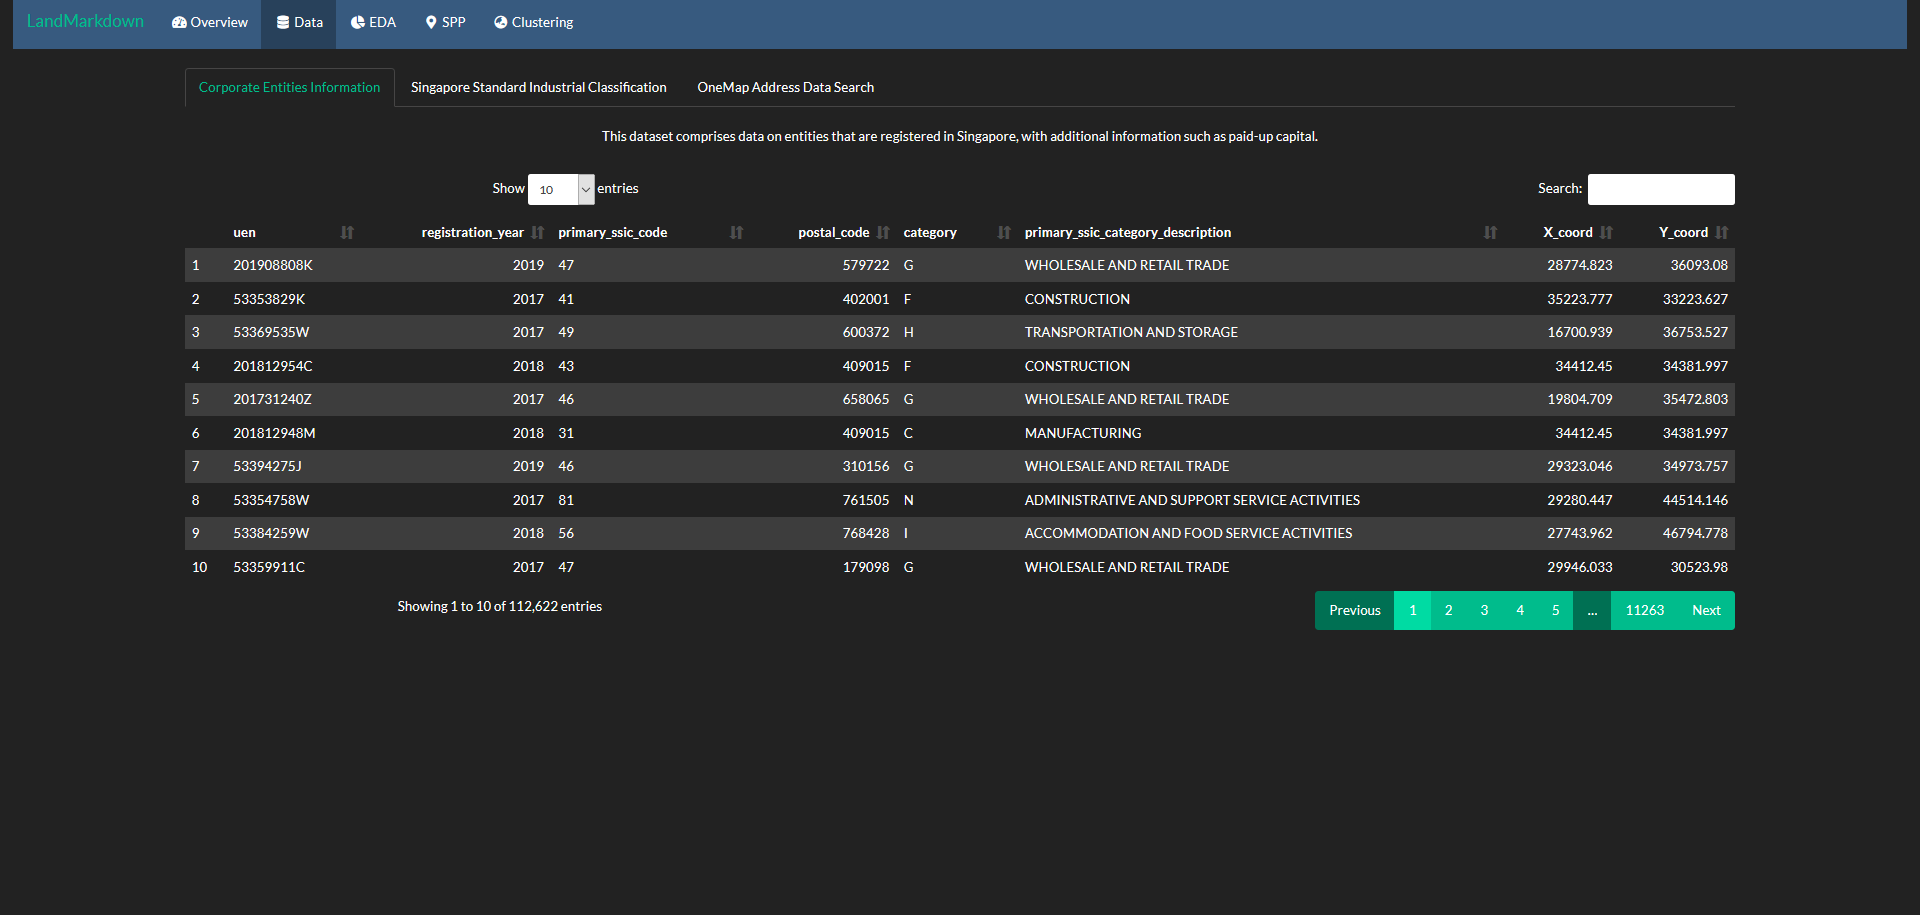 LandMarkdown Overview Data EDA SPP Clustering
Corporate Entities Information Singapore Standard Industrial Classification OneMap Address Data Search
This dataset comprises data on entities that are registered in Singapore, with additional information such as paid-up capital.
Show 10 entries Search:
uen registration_year primary_ssic_code postal_code category primary_ssic_category_description X_coord Y_coord
1 201908808K 2019 47 579722 G WHOLESALE AND RETAIL TRADE 28774.823 36093.08
2 53353829K 2017 41 402001 F CONSTRUCTION 35223.777 33223.627
3 53369535W 2017 49 600372 H TRANSPORTATION AND STORAGE 16700.939 36753.527
4 201812954C 2018 43 409015 F CONSTRUCTION 34412.45 34381.997
5 201731240Z 2017 46 658065 G WHOLESALE AND RETAIL TRADE 19804.709 35472.803
6 201812948M 2018 31 409015 C MANUFACTURING 34412.45 34381.997
7 53394275J 2019 46 310156 G WHOLESALE AND RETAIL TRADE 29323.046 34973.757
8 53354758W 2017 81 761505 N ADMINISTRATIVE AND SUPPORT SERVICE ACTIVITIES 29280.447 44514.146
9 53384259W 2018 56 768428 I ACCOMMODATION AND FOOD SERVICE ACTIVITIES 27743.962 46794.778
10 53359911C 2017 47 179098 G WHOLESALE AND RETAIL TRADE 29946.033 30523.98
Showing 1 to 10 of 112,622 entries Previous 1 2 3 4 5 ... 11263 Next